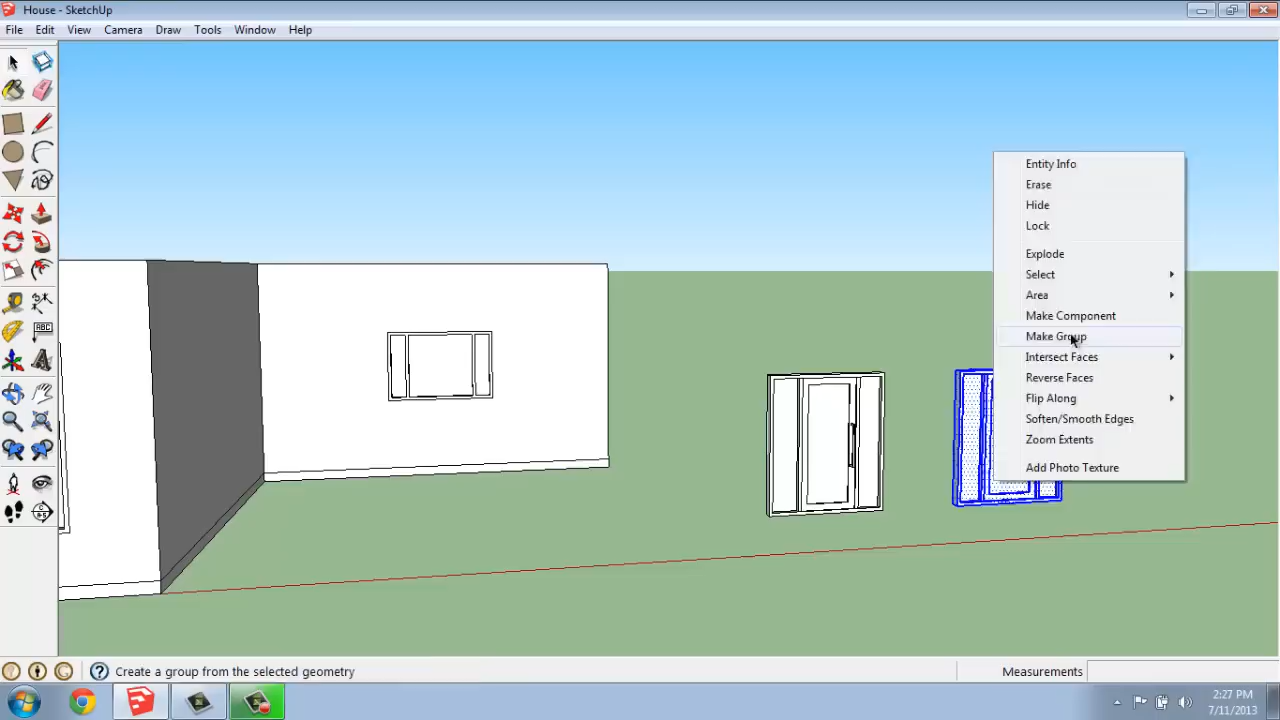 House - SketchUp
File Edit View Camera Draw Tools Window Help
ABC
Entity Info
Erase
Hide
Lock
Explode
Select
Area
Make Component
Make Group
Intersect Faces
Reverse Faces
Flip Along
Soften/Smooth Edges
Zoom Extents
Add Photo Texture
Create a group from the selected geometry
Measurements
2:27 PM
7/11/2013